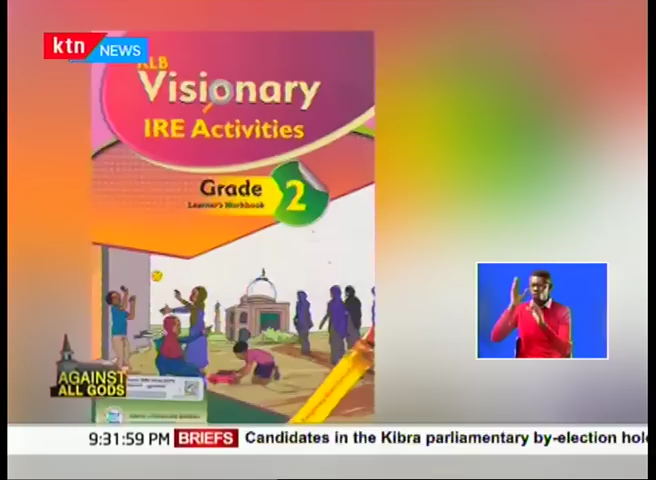 ktn NEWS
KLB
Visionary
IRE Activities
Grade 2
Learner's Workbook
AGAINST
ALL GODS
9:31:59 PM BRIEFS Candidates in the Kibra parliamentary by-election hol